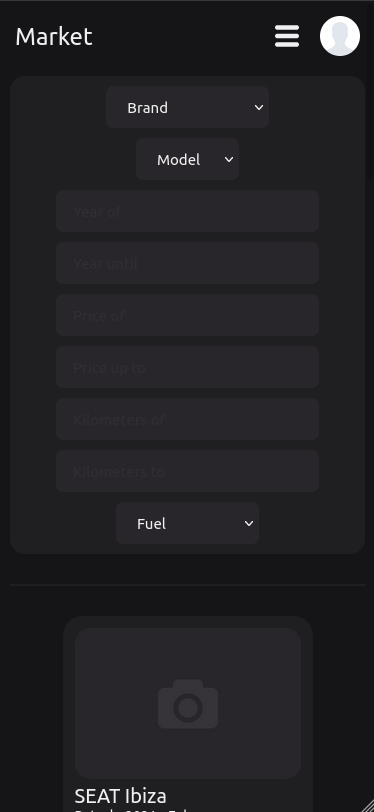 Market
Brand
Model
Year of
Year until
Price of
Price up to
Kilometers of
Kilometers to
Fuel
SEAT Ibiza